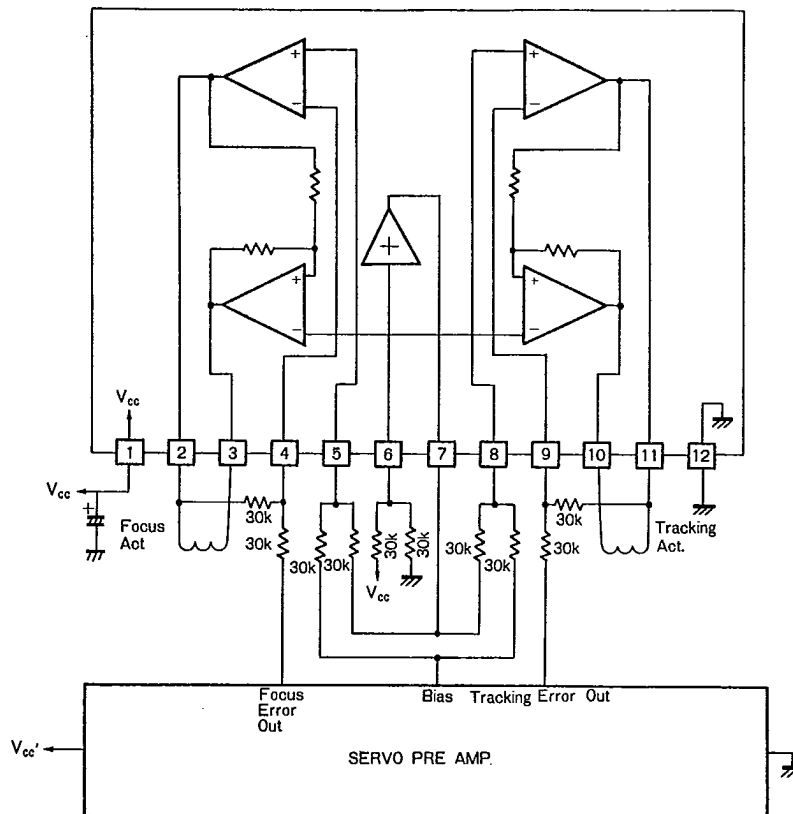 +
−
+
−
+
+
−
+
−
Vcc
1
2
3
4
5
6
7
8
9
10
11
12
Vcc
+
Focus
Act
30k
30k
30k
30k
30k
30k
Vcc
30k
30k
30k
30k
Tracking
Act.
Focus
Error
Out
Bias
Tracking Error Out
Vcc'
SERVO PRE AMP.